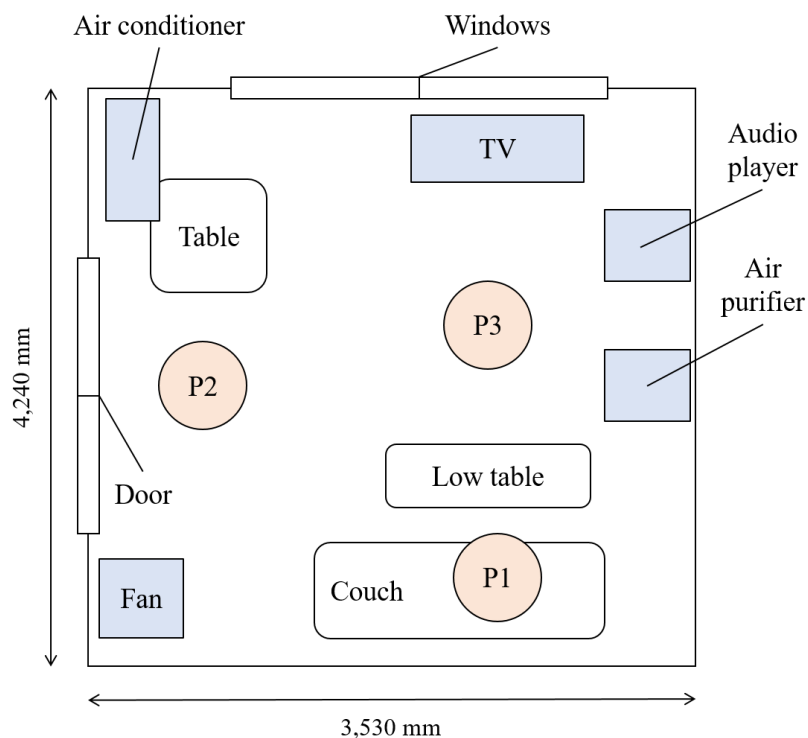 Air conditioner
Windows
TV
Audio
player
Table
Air
purifier
P3
4,240 mm
P2
Low table
Door
P1
Couch
Fan
3,530 mm